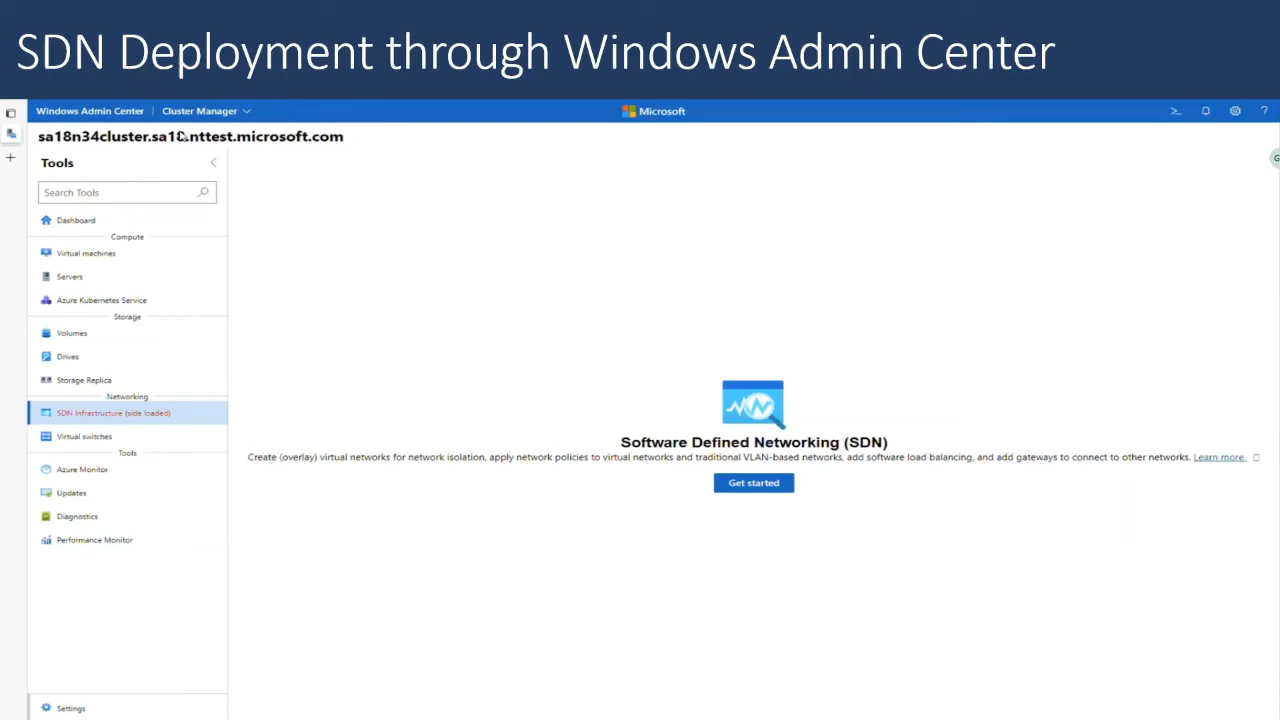 SDN Deployment through Windows Admin Center
Windows Admin Center | Cluster Manager
Microsoft
>_
?
Tools
Search Tools
G
Dashboard
Compute
Virtual machines
Servers
Azure Kubernetes Service
Storage
Volumes
Drives
Storage Replica
Networking
SDN Infrastructure (side loaded)
Virtual switches
Tools
Azure Monitor
Updates
Diagnostics
Performance Monitor
Settings
Software Defined Networking (SDN)
Create (overlay) virtual networks for network isolation, apply network policies to virtual networks and traditional VLAN-based networks, add software load balancing, and add gateways to connect to other networks. Learn more
Get started